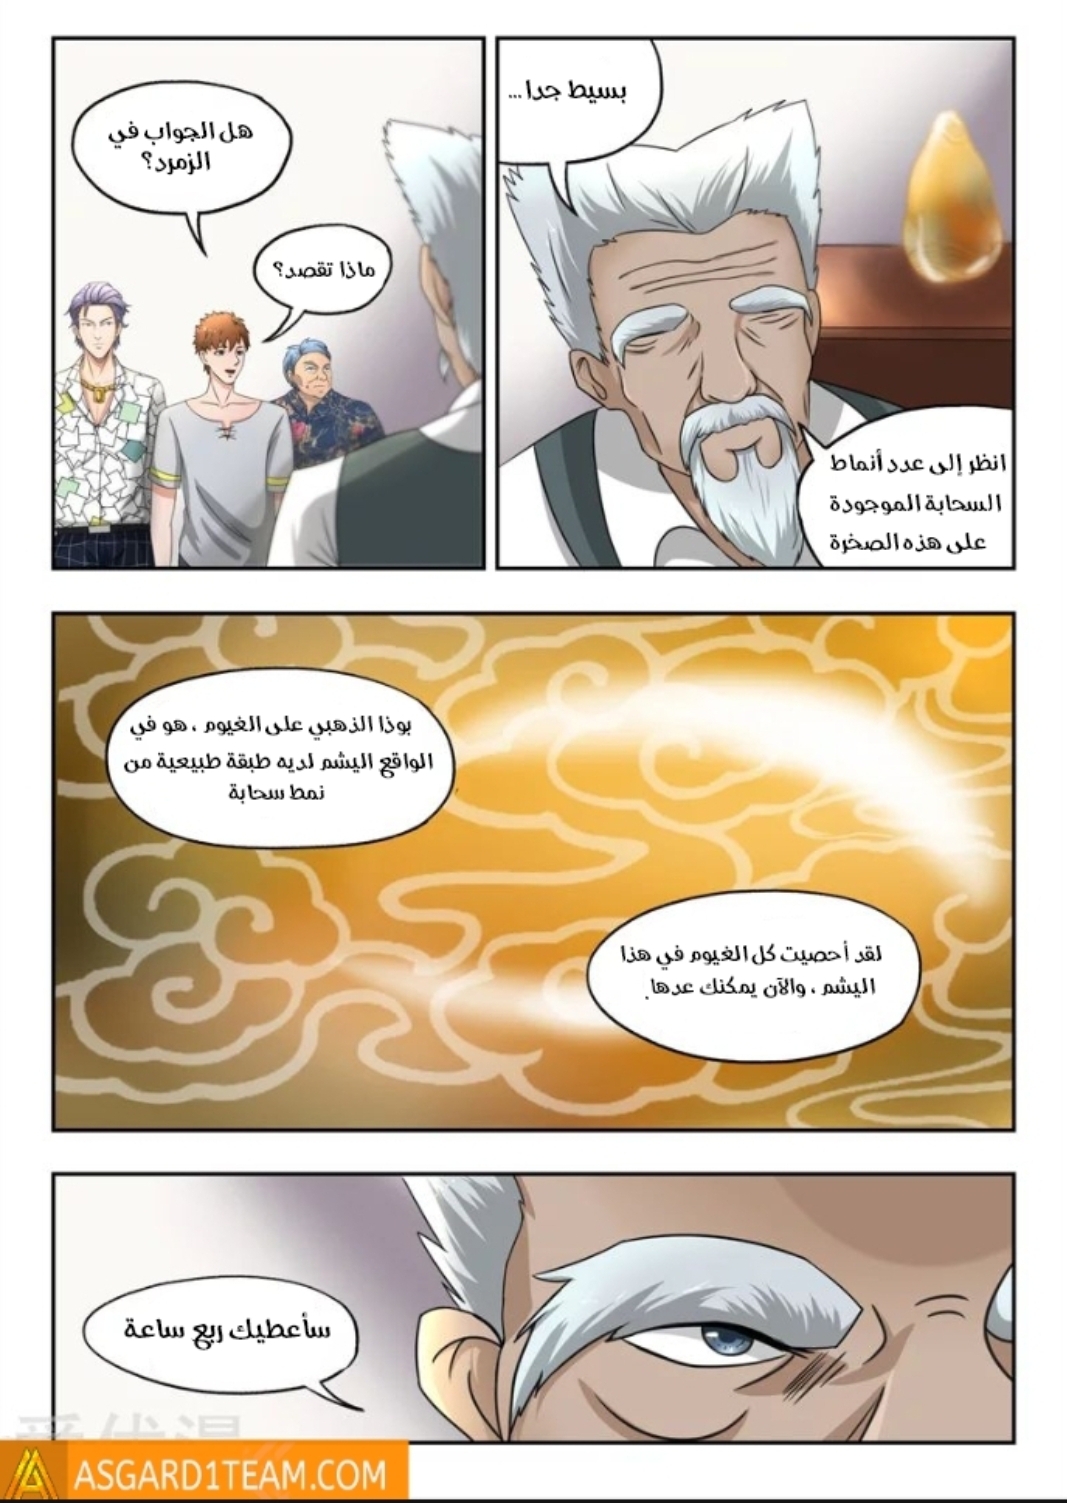 بسيط جدا...
انظر إلى عدد أنماط
السحابة الموجودة
على هذه الصخرة
هل الجواب في
الزمرد؟
ماذا تقصد؟
بوذا الذهبي على الغيوم ، هو في
الواقع اليشم لديه طبقة طبيعية من
نمط سحابة
لقد أحصيت كل الغيوم في هذا
اليشم ، والآن يمكنك عدها.
سأعطيك ربع ساعة
ASGARD1TEAM.COM